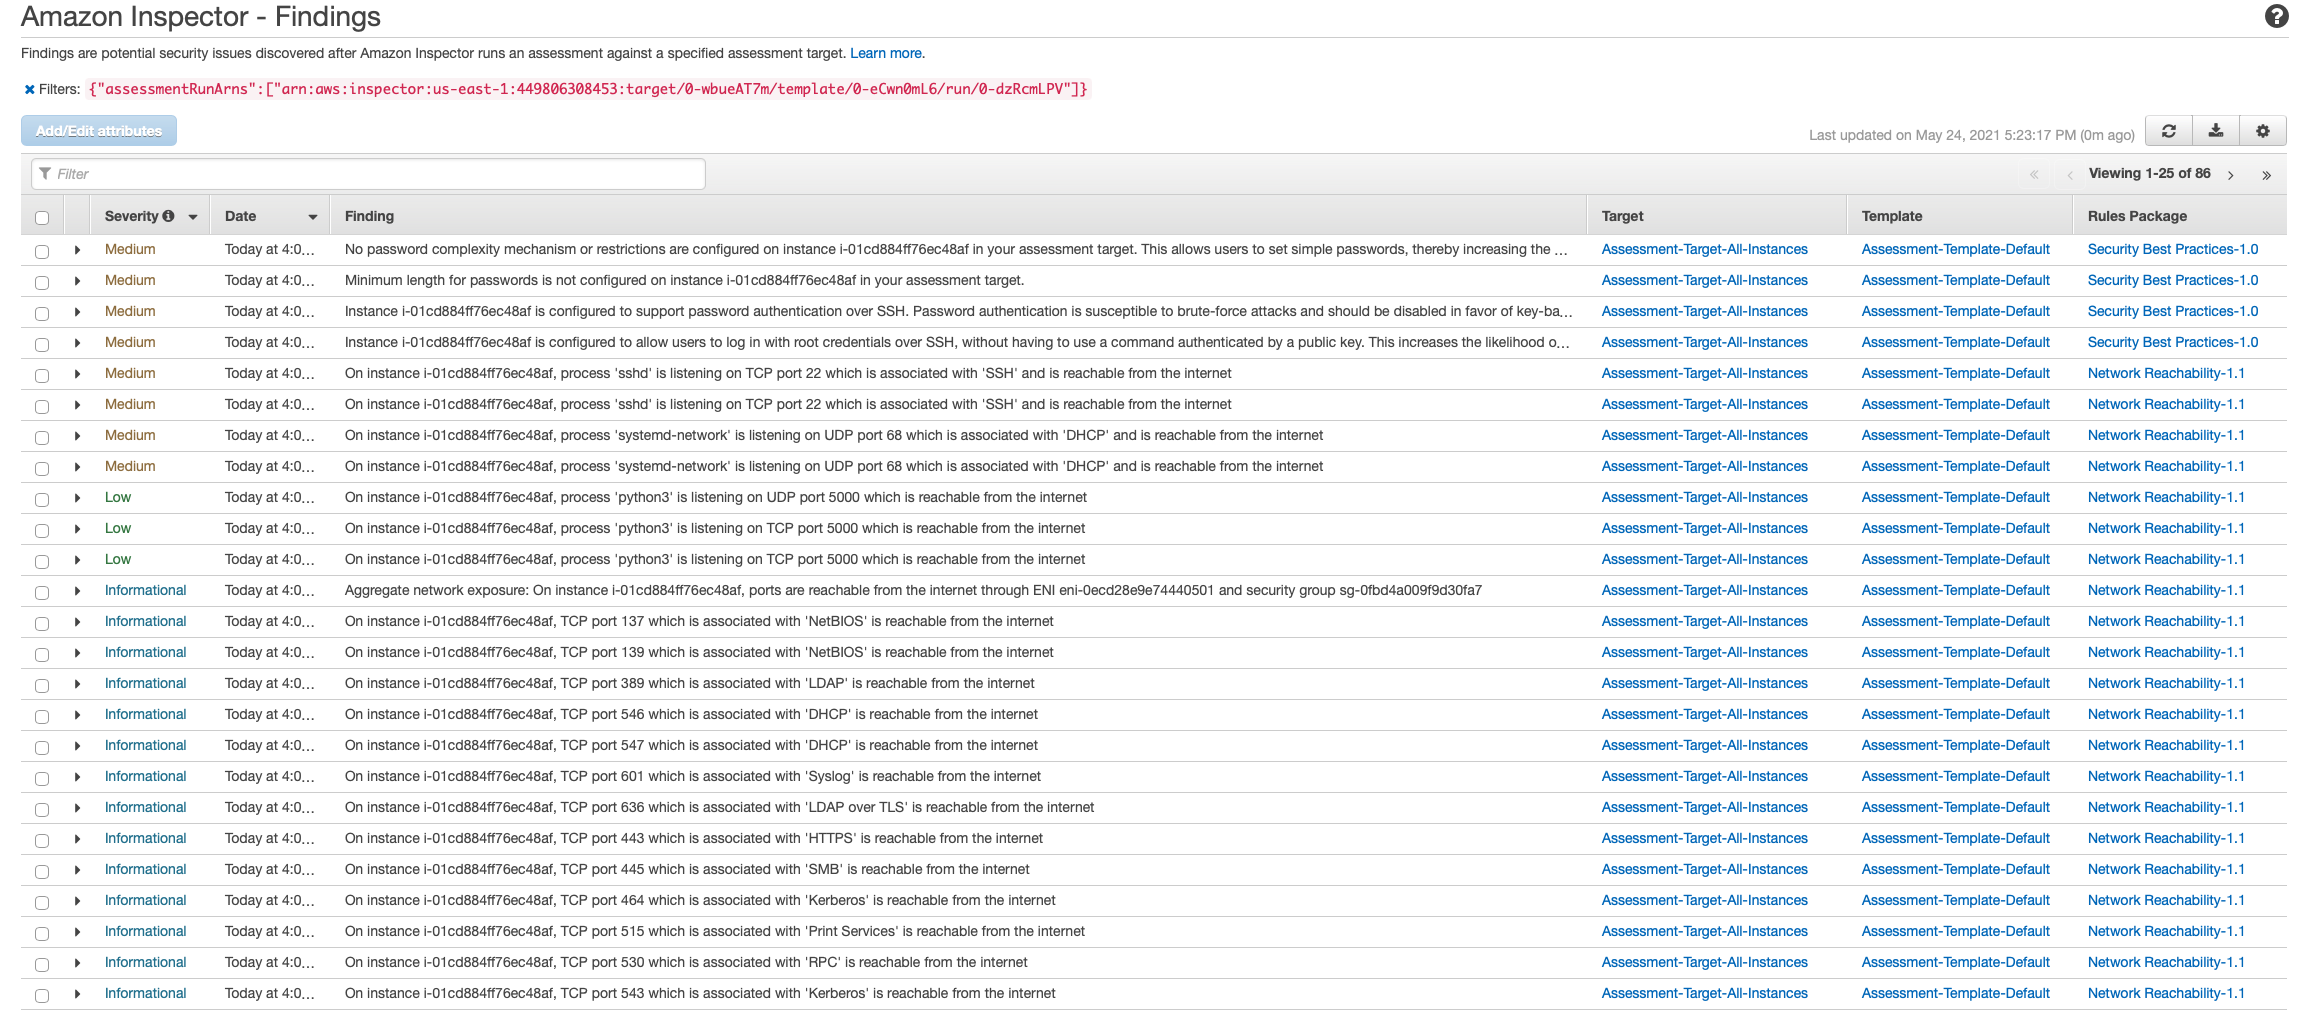 Amazon Inspector - Findings
Findings are potential security issues discovered after Amazon Inspector runs an assessment against a specified assessment target. Learn more.
Filters: {"assessmentRunArns":["arn:aws:inspector:us-east-1:449806308453:target/0-wbueAT7m/template/0-eCwn0mL6/run/0-dzRcmLPV"]}
Add/Edit attributes
Last updated on May 24, 2021 5:23:17 PM (0m ago)
Filter
« ‹ Viewing 1-25 of 86 › »
Severity Date Finding Target Template Rules Package
Medium Today at 4:0... No password complexity mechanism or restrictions are configured on instance i-01cd884ff76ec48af in your assessment target. This allows users to set simple passwords, thereby increasing the ... Assessment-Target-All-Instances Assessment-Template-Default Security Best Practices-1.0
Medium Today at 4:0... Minimum length for passwords is not configured on instance i-01cd884ff76ec48af in your assessment target. Assessment-Target-All-Instances Assessment-Template-Default Security Best Practices-1.0
Medium Today at 4:0... Instance i-01cd884ff76ec48af is configured to support password authentication over SSH. Password authentication is susceptible to brute-force attacks and should be disabled in favor of key-ba... Assessment-Target-All-Instances Assessment-Template-Default Security Best Practices-1.0
Medium Today at 4:0... Instance i-01cd884ff76ec48af is configured to allow users to log in with root credentials over SSH, without having to use a command authenticated by a public key. This increases the likelihood o... Assessment-Target-All-Instances Assessment-Template-Default Security Best Practices-1.0
Medium Today at 4:0... On instance i-01cd884ff76ec48af, process 'sshd' is listening on TCP port 22 which is associated with 'SSH' and is reachable from the internet Assessment-Target-All-Instances Assessment-Template-Default Network Reachability-1.1
Medium Today at 4:0... On instance i-01cd884ff76ec48af, process 'sshd' is listening on TCP port 22 which is associated with 'SSH' and is reachable from the internet Assessment-Target-All-Instances Assessment-Template-Default Network Reachability-1.1
Medium Today at 4:0... On instance i-01cd884ff76ec48af, process 'systemd-network' is listening on UDP port 68 which is associated with 'DHCP' and is reachable from the internet Assessment-Target-All-Instances Assessment-Template-Default Network Reachability-1.1
Medium Today at 4:0... On instance i-01cd884ff76ec48af, process 'systemd-network' is listening on UDP port 68 which is associated with 'DHCP' and is reachable from the internet Assessment-Target-All-Instances Assessment-Template-Default Network Reachability-1.1
Low Today at 4:0... On instance i-01cd884ff76ec48af, process 'python3' is listening on UDP port 5000 which is reachable from the internet Assessment-Target-All-Instances Assessment-Template-Default Network Reachability-1.1
Low Today at 4:0... On instance i-01cd884ff76ec48af, process 'python3' is listening on TCP port 5000 which is reachable from the internet Assessment-Target-All-Instances Assessment-Template-Default Network Reachability-1.1
Low Today at 4:0... On instance i-01cd884ff76ec48af, process 'python3' is listening on TCP port 5000 which is reachable from the internet Assessment-Target-All-Instances Assessment-Template-Default Network Reachability-1.1
Informational Today at 4:0... Aggregate network exposure: On instance i-01cd884ff76ec48af, ports are reachable from the internet through ENI eni-0ecd28e9e74440501 and security group sg-0fbd4a009f9d30fa7 Assessment-Target-All-Instances Assessment-Template-Default Network Reachability-1.1
Informational Today at 4:0... On instance i-01cd884ff76ec48af, TCP port 137 which is associated with 'NetBIOS' is reachable from the internet Assessment-Target-All-Instances Assessment-Template-Default Network Reachability-1.1
Informational Today at 4:0... On instance i-01cd884ff76ec48af, TCP port 139 which is associated with 'NetBIOS' is reachable from the internet Assessment-Target-All-Instances Assessment-Template-Default Network Reachability-1.1
Informational Today at 4:0... On instance i-01cd884ff76ec48af, TCP port 389 which is associated with 'LDAP' is reachable from the internet Assessment-Target-All-Instances Assessment-Template-Default Network Reachability-1.1
Informational Today at 4:0... On instance i-01cd884ff76ec48af, TCP port 546 which is associated with 'DHCP' is reachable from the internet Assessment-Target-All-Instances Assessment-Template-Default Network Reachability-1.1
Informational Today at 4:0... On instance i-01cd884ff76ec48af, TCP port 547 which is associated with 'DHCP' is reachable from the internet Assessment-Target-All-Instances Assessment-Template-Default Network Reachability-1.1
Informational Today at 4:0... On instance i-01cd884ff76ec48af, TCP port 601 which is associated with 'Syslog' is reachable from the internet Assessment-Target-All-Instances Assessment-Template-Default Network Reachability-1.1
Informational Today at 4:0... On instance i-01cd884ff76ec48af, TCP port 636 which is associated with 'LDAP over TLS' is reachable from the internet Assessment-Target-All-Instances Assessment-Template-Default Network Reachability-1.1
Informational Today at 4:0... On instance i-01cd884ff76ec48af, TCP port 443 which is associated with 'HTTPS' is reachable from the internet Assessment-Target-All-Instances Assessment-Template-Default Network Reachability-1.1
Informational Today at 4:0... On instance i-01cd884ff76ec48af, TCP port 445 which is associated with 'SMB' is reachable from the internet Assessment-Target-All-Instances Assessment-Template-Default Network Reachability-1.1
Informational Today at 4:0... On instance i-01cd884ff76ec48af, TCP port 464 which is associated with 'Kerberos' is reachable from the internet Assessment-Target-All-Instances Assessment-Template-Default Network Reachability-1.1
Informational Today at 4:0... On instance i-01cd884ff76ec48af, TCP port 515 which is associated with 'Print Services' is reachable from the internet Assessment-Target-All-Instances Assessment-Template-Default Network Reachability-1.1
Informational Today at 4:0... On instance i-01cd884ff76ec48af, TCP port 530 which is associated with 'RPC' is reachable from the internet Assessment-Target-All-Instances Assessment-Template-Default Network Reachability-1.1
Informational Today at 4:0... On instance i-01cd884ff76ec48af, TCP port 543 which is associated with 'Kerberos' is reachable from the internet Assessment-Target-All-Instances Assessment-Template-Default Network Reachability-1.1